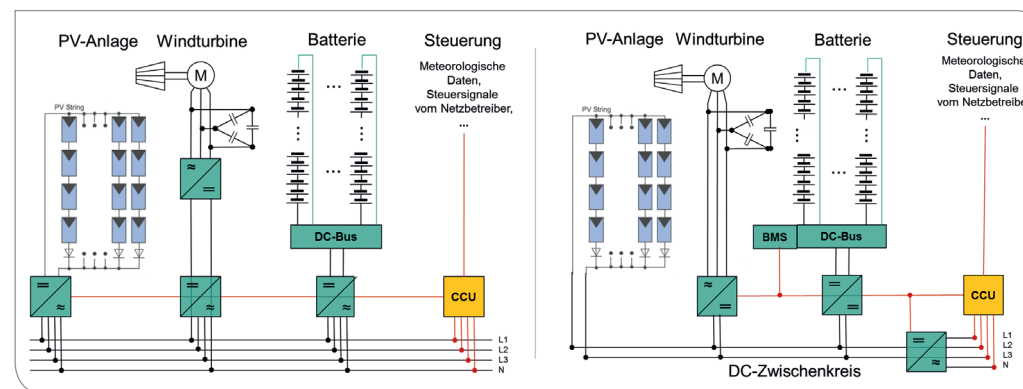 PV-Anlage
Windturbine
Batterie
Steuerung
Meteorologische
Daten,
Steuersignale
vom Netzbetreiber,
...
PV String
M
...
...
DC-Bus
CCU
L1
L2
L3
N
PV-Anlage
Windturbine
Batterie
Steuerung
Meteorologische
Daten,
Steuersignale
vom Netzbetreibe
...
PV String
M
...
...
BMS
DC-Bus
CCU
L1
L2
L3
N
DC-Zwischenkreis